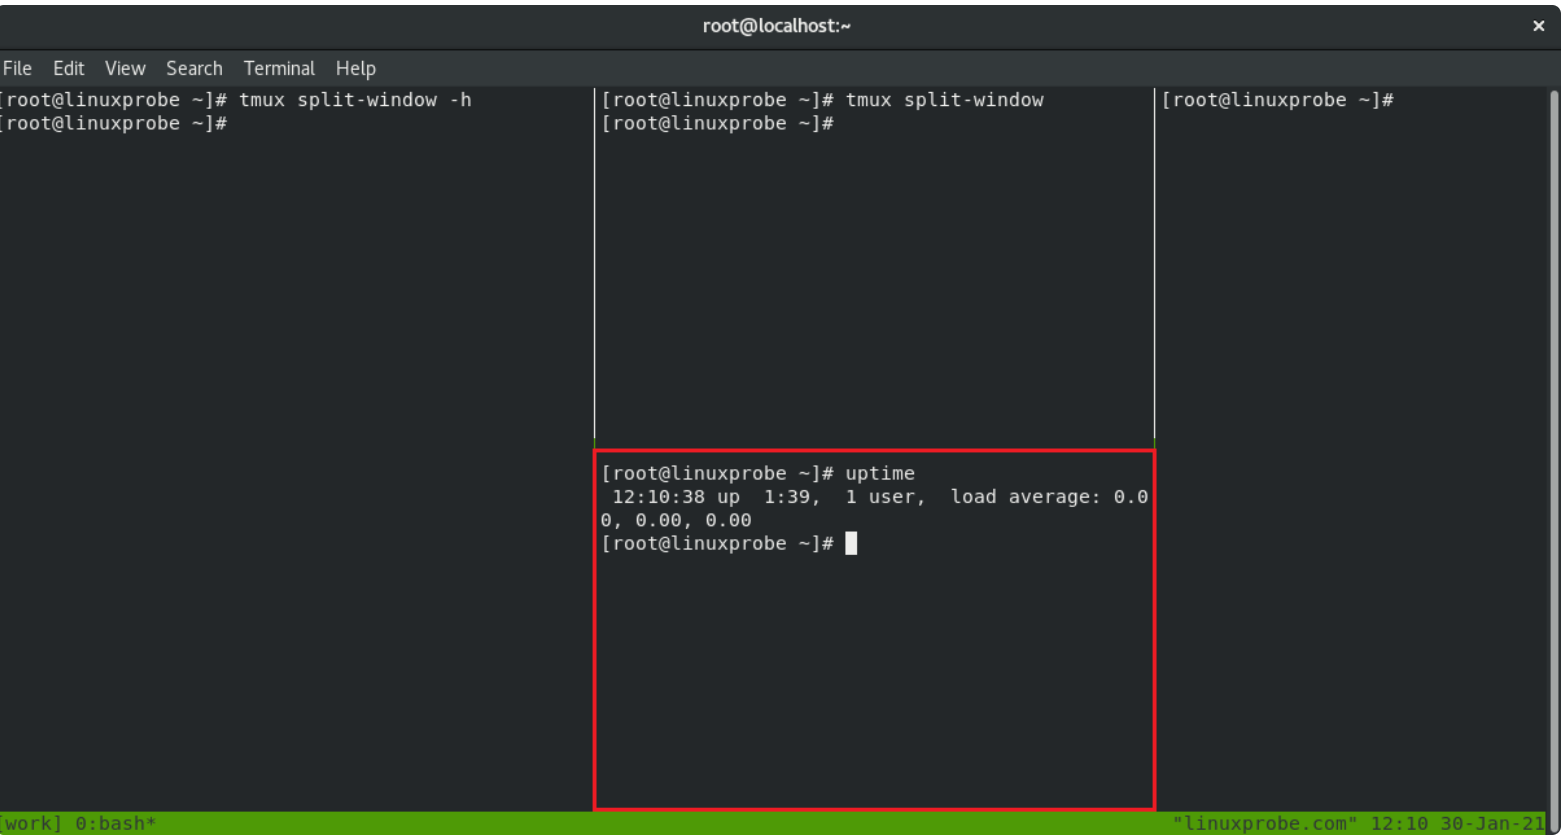 root@localhost:~
×
File Edit View Search Terminal Help
[root@linuxprobe ~]# tmux split-window -h
[root@linuxprobe ~]#
[root@linuxprobe ~]# tmux split-window
[root@linuxprobe ~]#
[root@linuxprobe ~]#
[root@linuxprobe ~]# uptime
 12:10:38 up  1:39,  1 user,  load average: 0.0
0, 0.00, 0.00
[root@linuxprobe ~]#
[work] 0:bash* "linuxprobe.com" 12:10 30-Jan-21